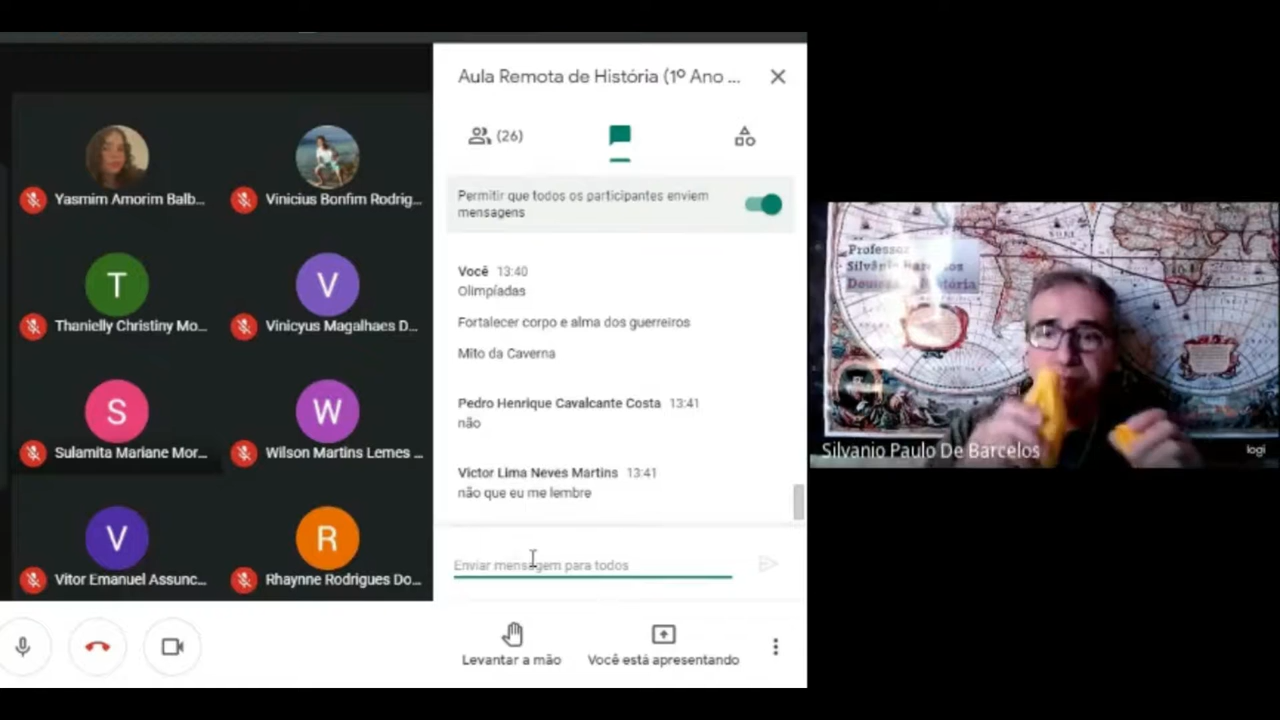 Aula Remota de História (1º Ano ...
(26)
Permitir que todos os participantes enviem
mensagens
Você 13:40
Olimpíadas
Fortalecer corpo e alma dos guerreiros
Mito da Caverna
Pedro Henrique Cavalcante Costa 13:41
não
Victor Lima Neves Martins 13:41
não que eu me lembre
Enviar mensagem para todos
Levantar a mão
Você está apresentando
Yasmim Amorim Balb...
Vinicius Bonfim Rodrig...
T
Thanielly Christiny Mo...
V
Vinicyus Magalhaes D...
S
Sulamita Mariane Mor...
W
Wilson Martins Lemes ...
V
Vitor Emanuel Assunc...
R
Rhaynne Rodrigues Do...
Professor
Silvânio
Silvanio Paulo De Barcelos
logi